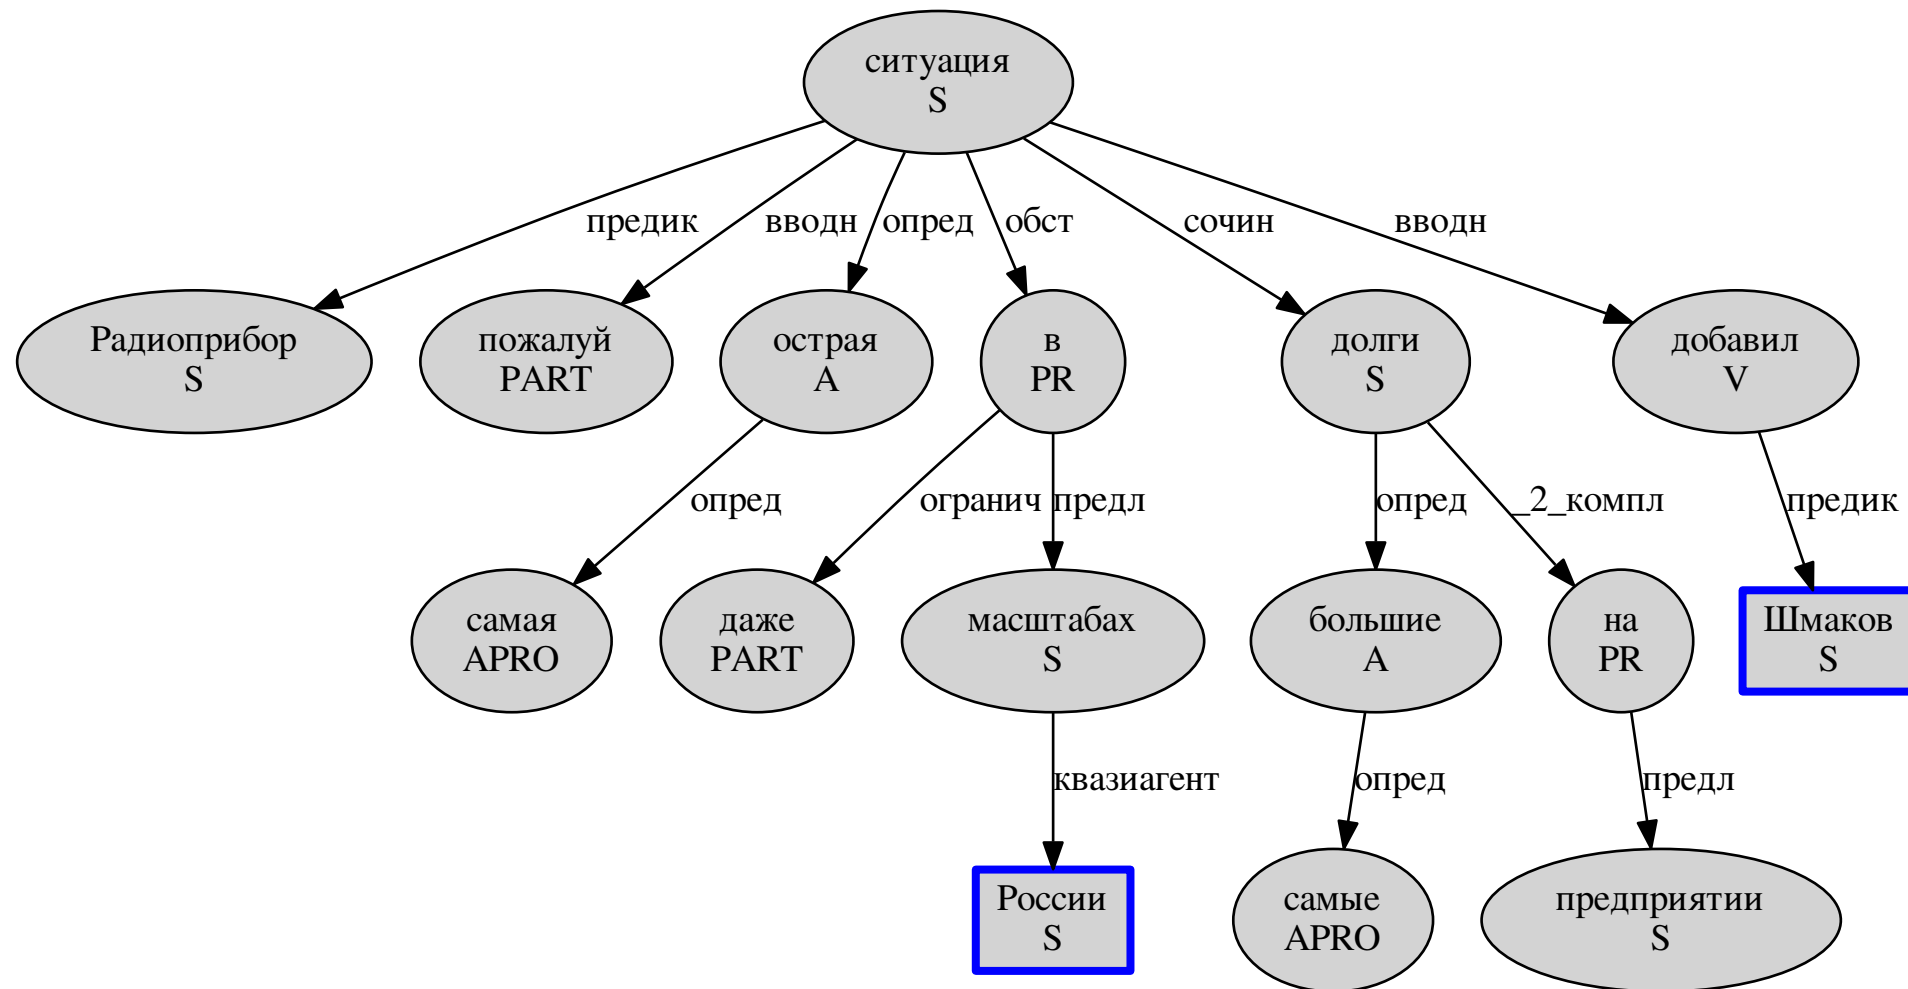 ситуация
S
предик
вводн
опред
обст
сочин
вводн
Радиоприбор
S
пожалуй
PART
острая
A
в
PR
долги
S
добавил
V
опред
огранич
предл
опред
_2_компл
предик
самая
APRO
даже
PART
масштабах
S
большие
A
на
PR
Шмаков
S
квазиагент
опред
предл
России
S
самые
APRO
предприятии
S